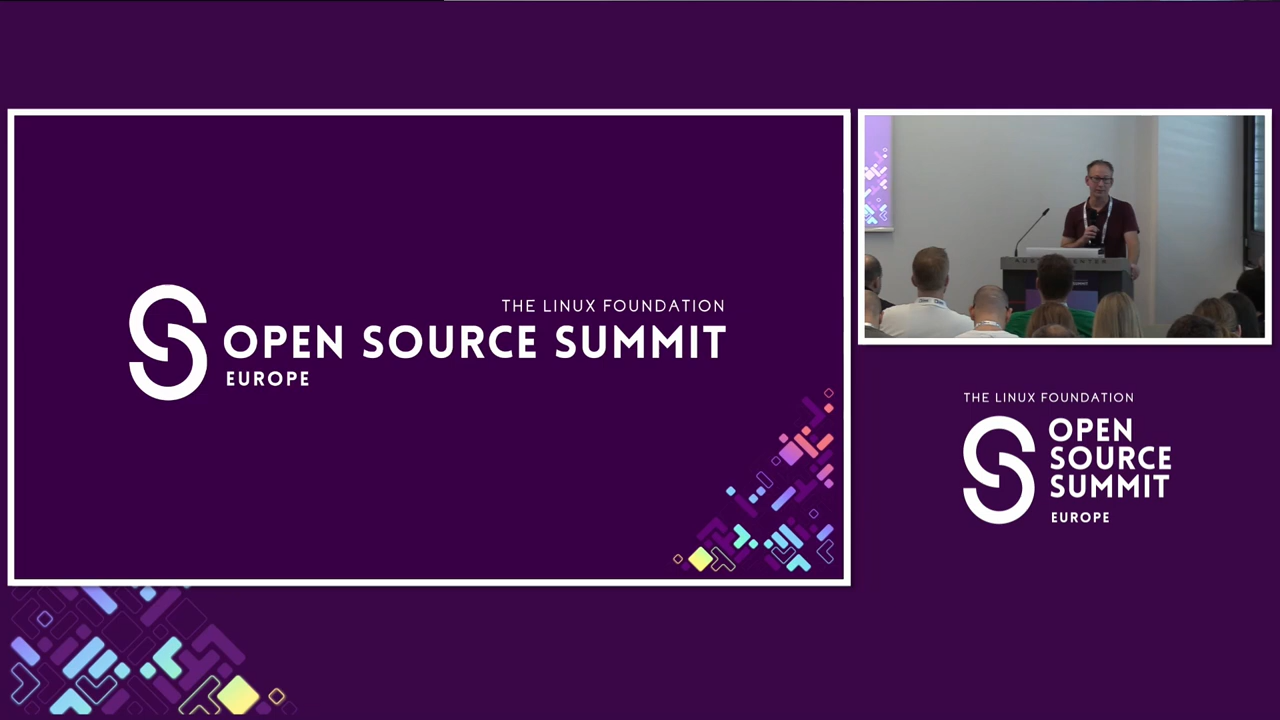 THE LINUX FOUNDATION
OPEN SOURCE SUMMIT
EUROPE
THE LINUX FOUNDATION
OPEN
SOURCE
SUMMIT
EUROPE